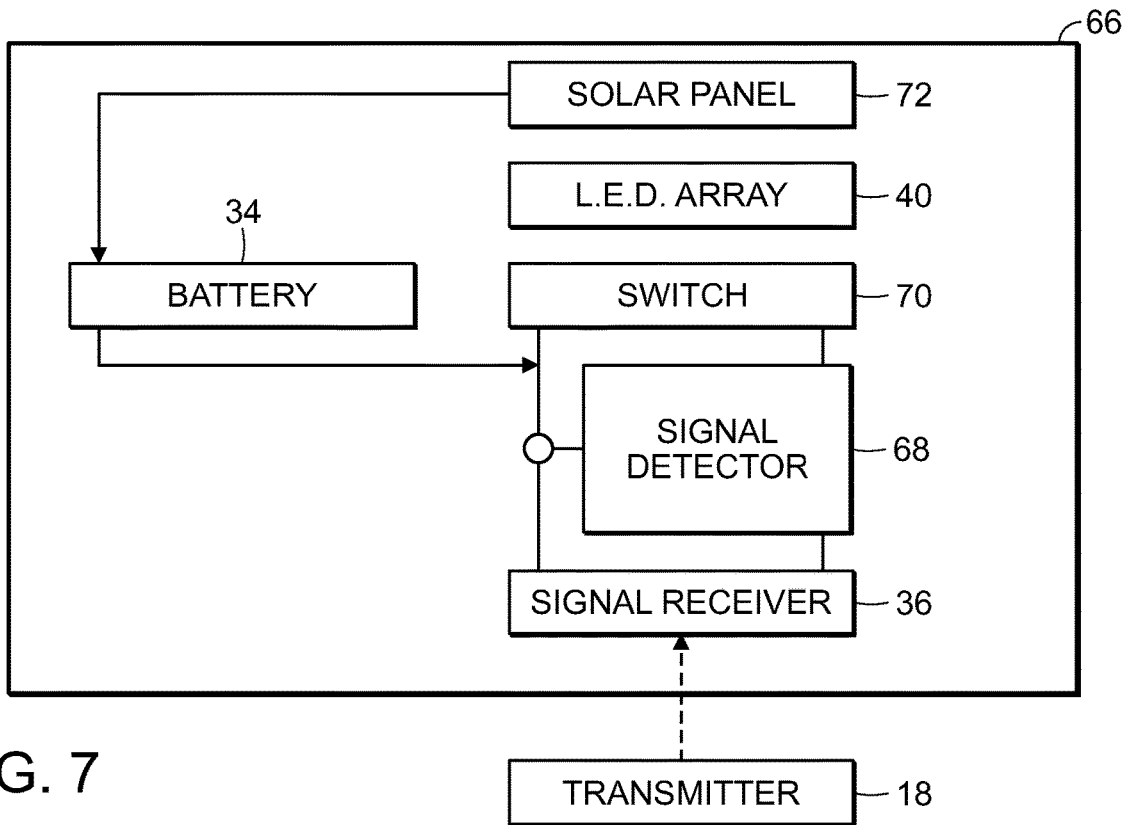 66
SOLAR PANEL 72
L.E.D. ARRAY 40
34
BATTERY
SWITCH 70
SIGNAL
DETECTOR 68
SIGNAL RECEIVER 36
G. 7
TRANSMITTER 18